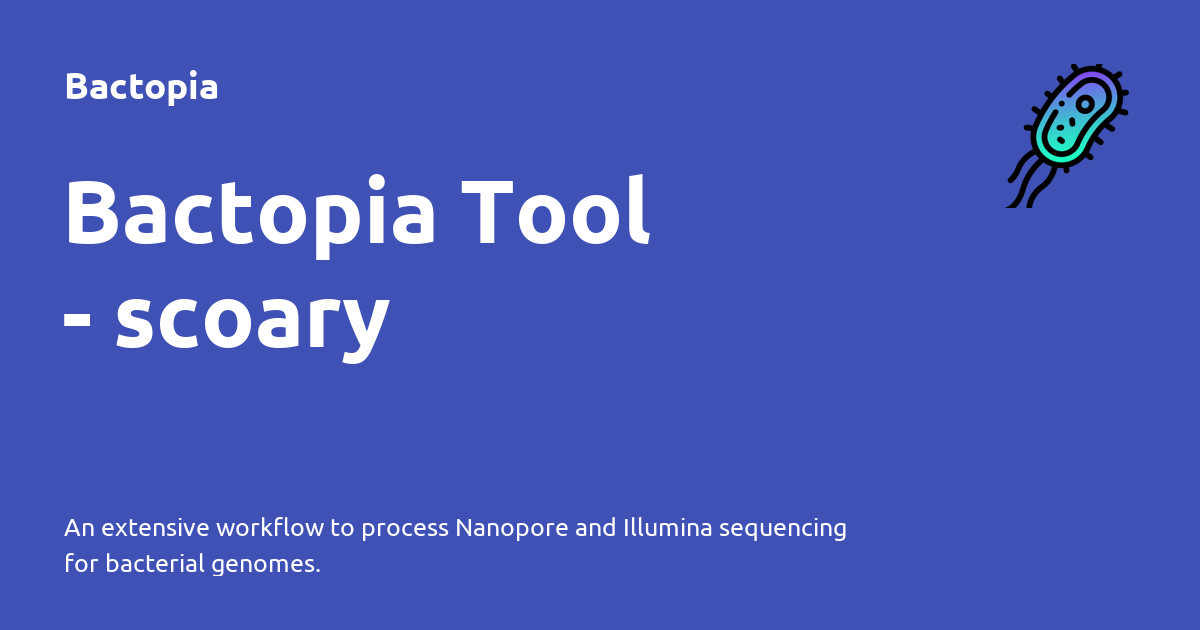 Bactopia
Bactopia Tool
- scoary
An extensive workflow to process Nanopore and Illumina sequencing
for bacterial genomes.